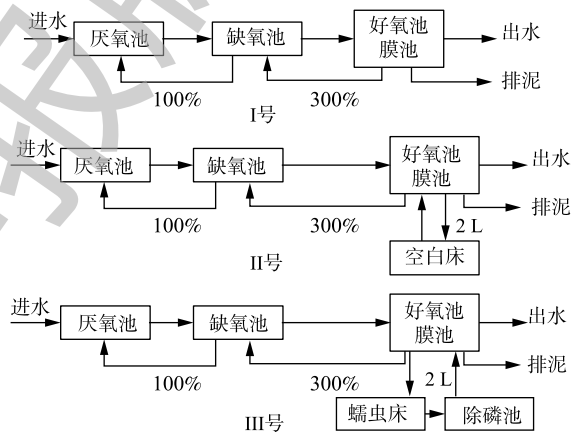 进水
厌氧池
缺氧池
好氧池
膜池
出水
排泥
100%
300%
I号
进水
厌氧池
缺氧池
好氧池
膜池
出水
排泥
100%
300%
2 L
空白床
II号
进水
厌氧池
缺氧池
好氧池
膜池
出水
排泥
100%
300%
2 L
蠕虫床
除磷池
III号